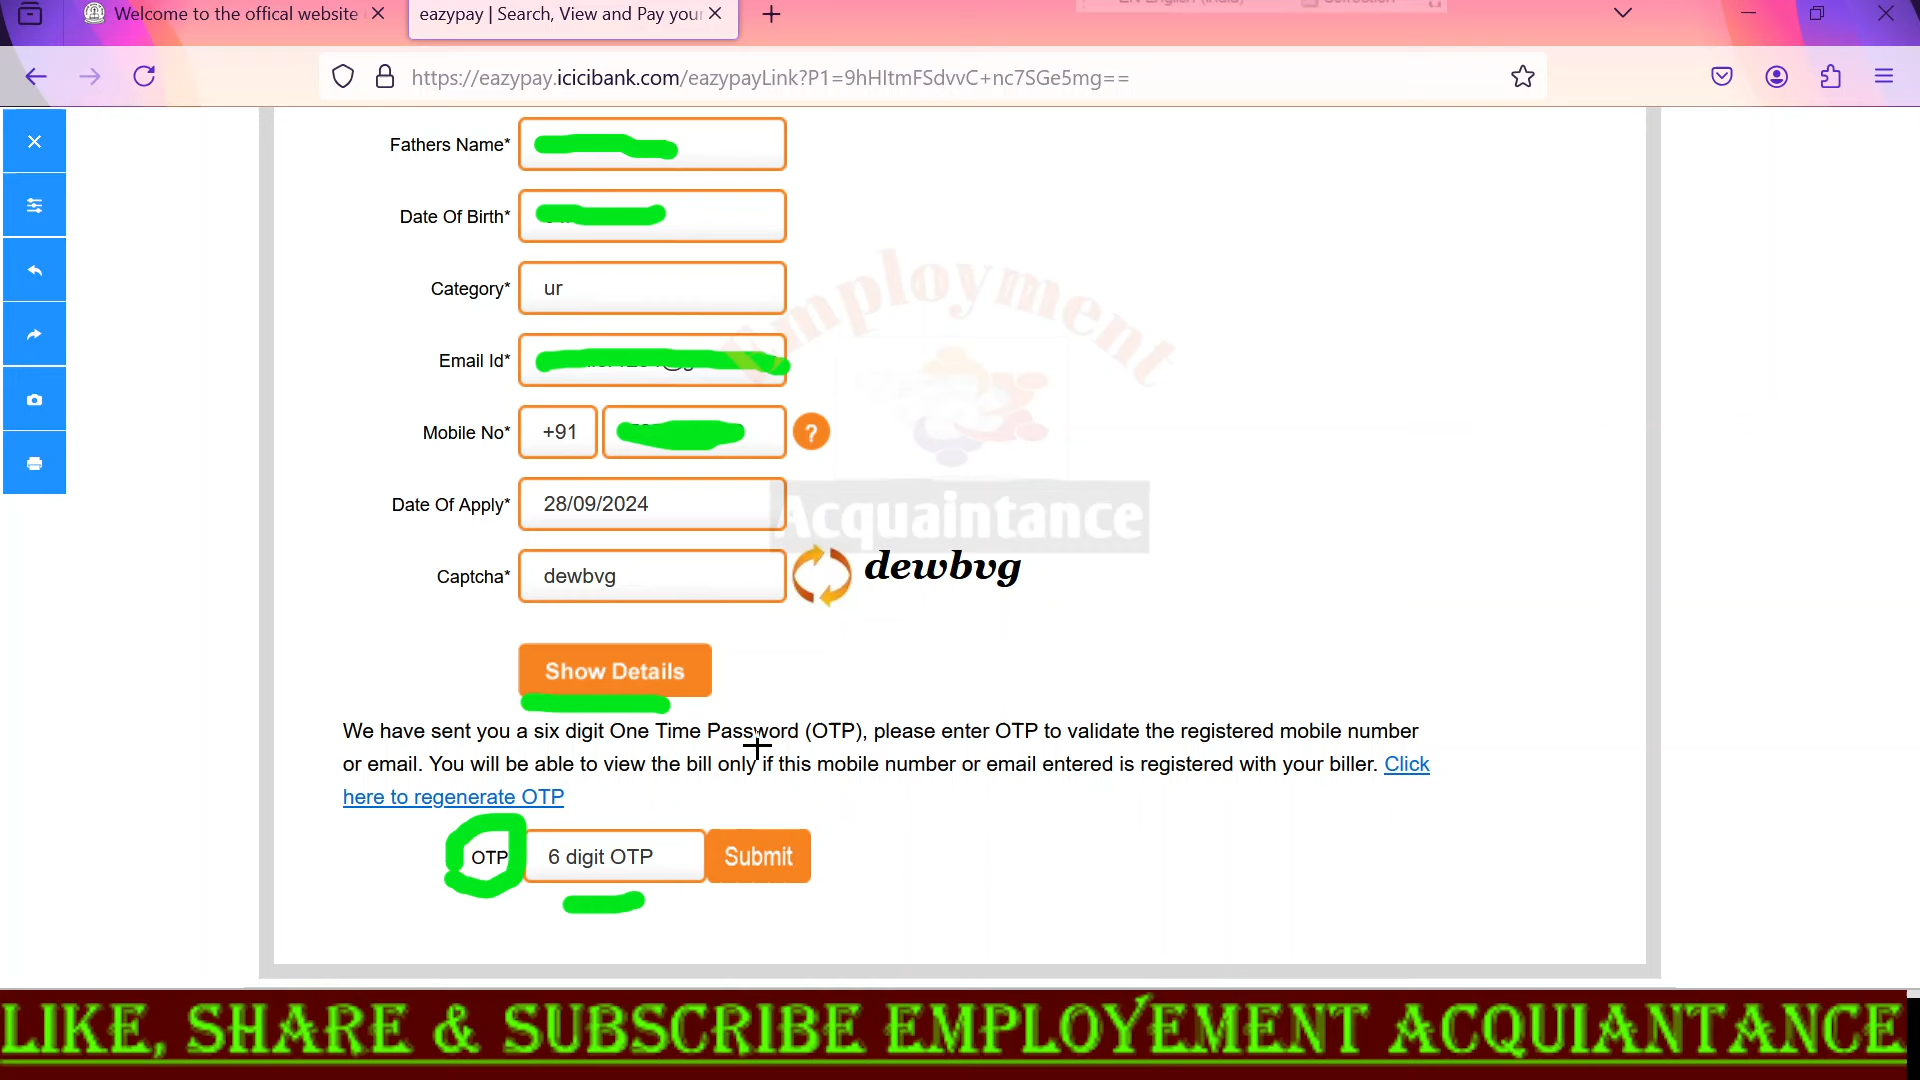 Welcome to the offical website
eazypay | Search, View and Pay your
https://eazypay.icicibank.com/eazypayLink?P1=9hHItmFSdvvC+nc7SGe5mg==
Fathers Name*
Date Of Birth*
Category* ur
Email Id*
Mobile No* +91 ?
Date Of Apply* 28/09/2024
Captcha* dewbvg dewbvg
Employment
Acquaintance
Show Details
We have sent you a six digit One Time Password (OTP), please enter OTP to validate the registered mobile number
or email. You will be able to view the bill only if this mobile number or email entered is registered with your biller. Click
here to regenerate OTP
OTP 6 digit OTP Submit
LIKE, SHARE & SUBSCRIBE EMPLOYEMENT ACQUIANTANCE